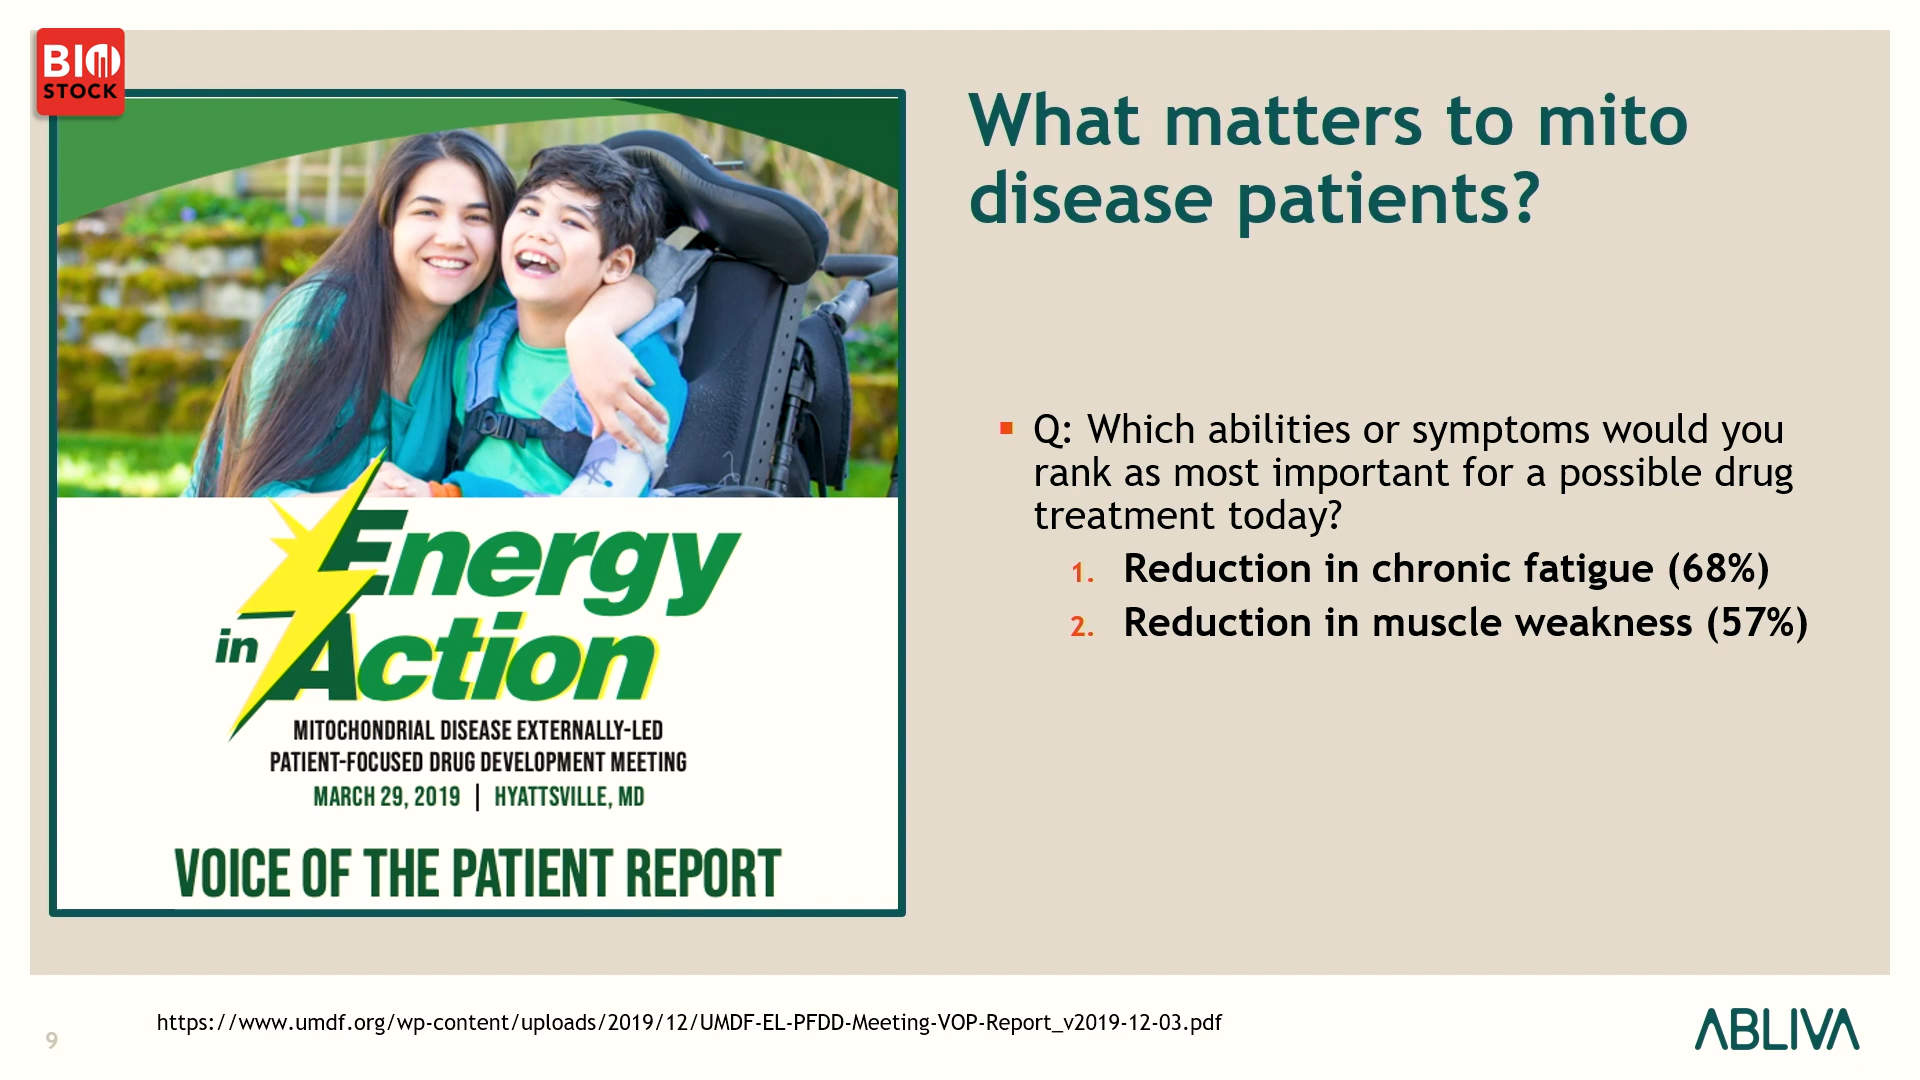 BIO
STOCK
What matters to mito
disease patients?
Energy
in Action
MITOCHONDRIAL DISEASE EXTERNALLY-LED
PATIENT-FOCUSED DRUG DEVELOPMENT MEETING
MARCH 29, 2019 | HYATTSVILLE, MD
VOICE OF THE PATIENT REPORT
▪ Q: Which abilities or symptoms would you
rank as most important for a possible drug
treatment today?
1. Reduction in chronic fatigue (68%)
2. Reduction in muscle weakness (57%)
9
https://www.umdf.org/wp-content/uploads/2019/12/UMDF-EL-PFDD-Meeting-VOP-Report_v2019-12-03.pdf
ABLIVA